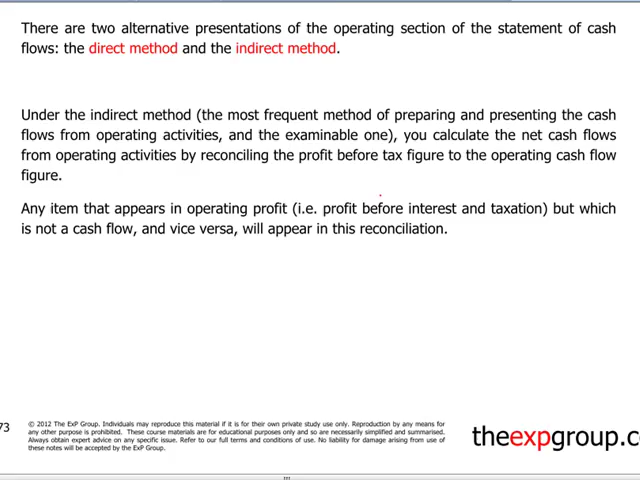 There are two alternative presentations of the operating section of the statement of cash
flows: the direct method and the indirect method.
Under the indirect method (the most frequent method of preparing and presenting the cash
flows from operating activities, and the examinable one), you calculate the net cash flows
from operating activities by reconciling the profit before tax figure to the operating cash flow
figure.
Any item that appears in operating profit (i.e. profit before interest and taxation) but which
is not a cash flow, and vice versa, will appear in this reconciliation.
73
© 2012 The ExP Group. Individuals may reproduce this material if it is for their own private study use only. Reproduction by any means for
any other purpose is prohibited. These course materials are for educational purposes only and so are necessarily simplified and summarised.
Always obtain expert advice on any specific issue. Refer to our full terms and conditions of use. No liability for damage arising from use of
these notes will be accepted by the ExP Group.
theexpgroup.c